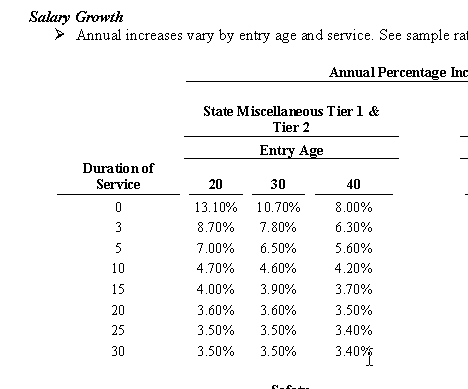 Salary Growth
➢ Annual increases vary by entry age and service. See sample
Annual Percentage
State Miscellaneous Tier 1 &
Tier 2
Entry Age
Duration of
Service 20 30 40
0 13.10% 10.70% 8.00%
3 8.70% 7.80% 6.30%
5 7.00% 6.50% 5.60%
10 4.70% 4.60% 4.20%
15 4.00% 3.90% 3.70%
20 3.60% 3.60% 3.50%
25 3.50% 3.50% 3.40%
30 3.50% 3.50% 3.40%